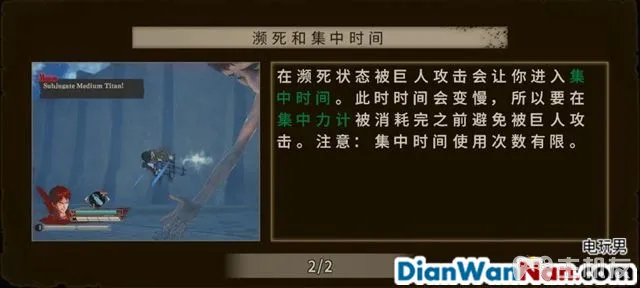 濒死和集中时间
Subjugate Medium Titan!
在濒死状态被巨人攻击会让你进入集
中时间。此时时间会变慢，所以要在
集中力计被消耗完之前避免被巨人攻
击。注意：集中时间使用次数有限。
2/2
电玩男
DianWanNan.com